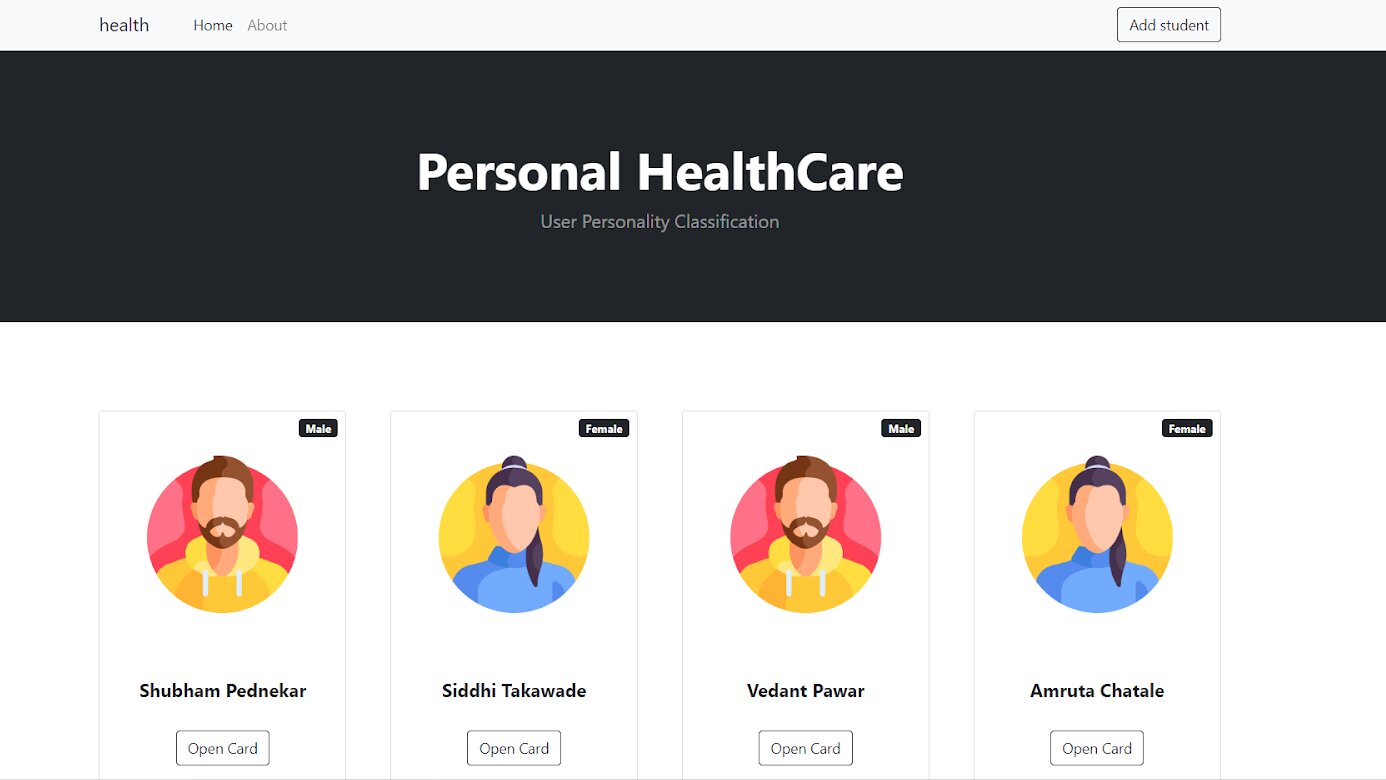 health Home About Add student
Personal HealthCare
User Personality Classification
Male Female Male Female
Shubham Pednekar Siddhi Takawade Vedant Pawar Amruta Chatale
Open Card Open Card Open Card Open Card